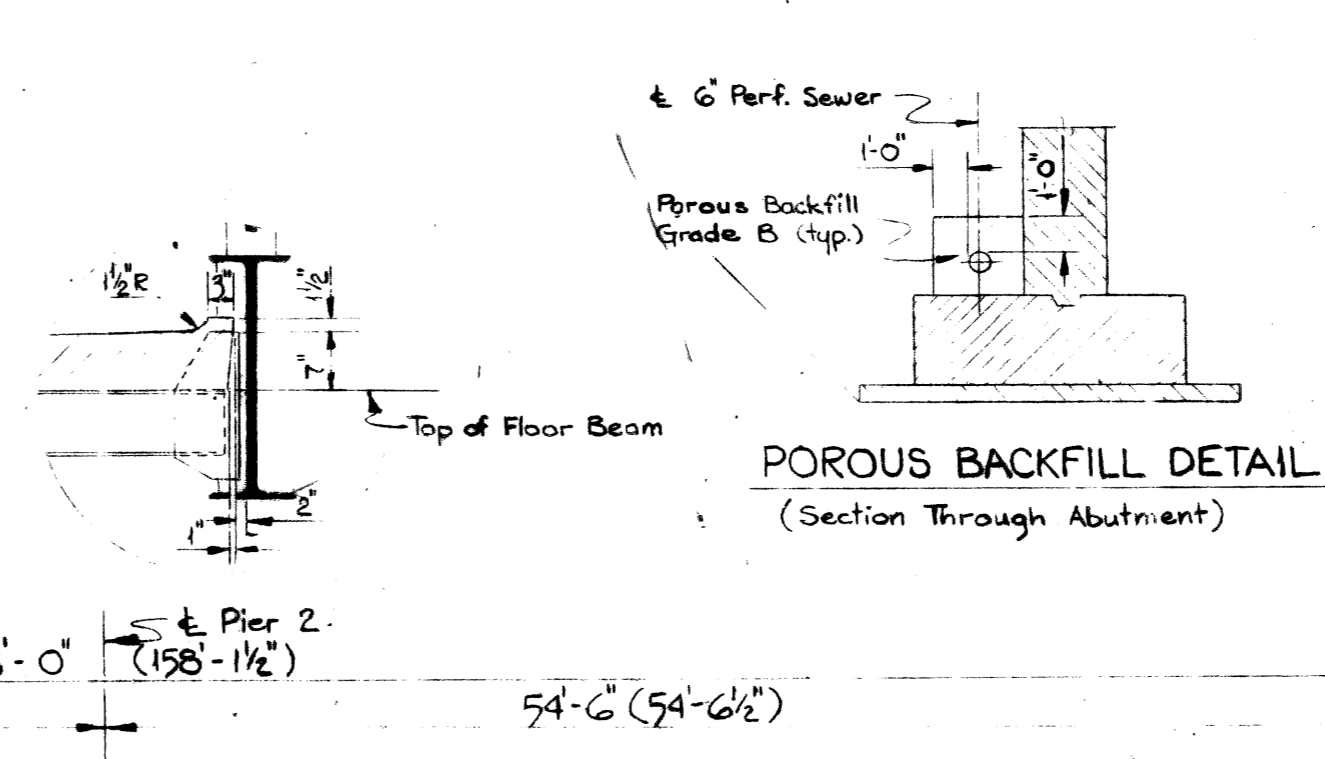 ℄ 6" Perf. Sewer
1'-0"
1'-0"
Porous Backfill
Grade B (typ.)
1½"R
3"
1½"
7"
Top of Floor Beam
2"
1"
POROUS BACKFILL DETAIL
(Section Through Abutment)
℄ Pier 2
'-0"
(158'-1½")
54'-6" (54'-6½")